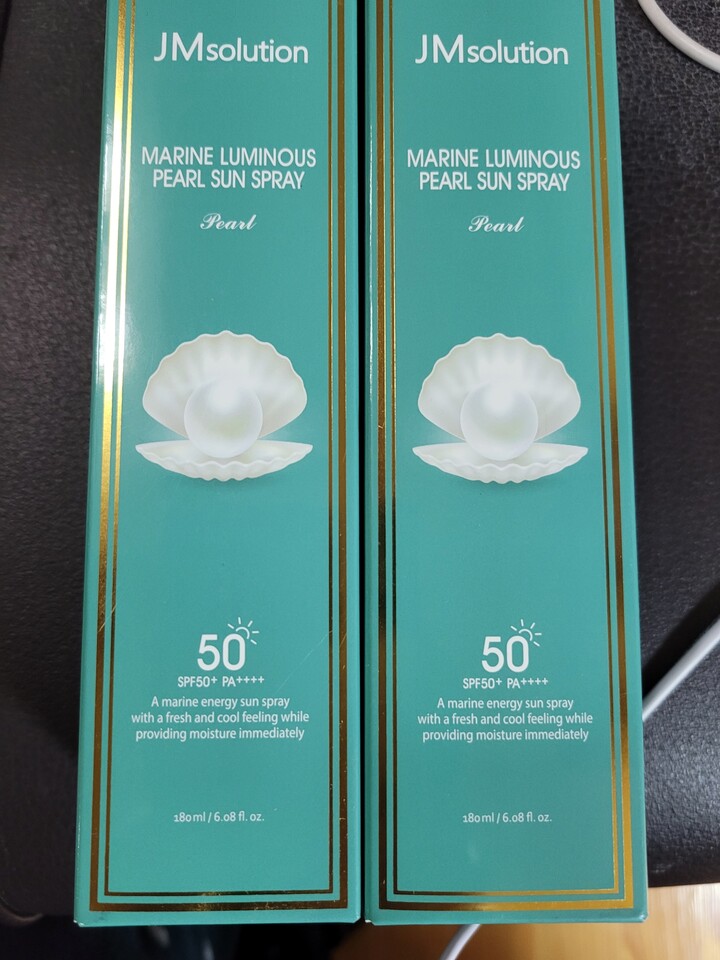 JMsolution
MARINE LUMINOUS
PEARL SUN SPRAY
Pearl
50
SPF50+ PA++++
A marine energy sun spray
with a fresh and cool feeling while
providing moisture immediately
180ml / 6.08 fl. oz.
JMsolution
MARINE LUMINOUS
PEARL SUN SPRAY
Pearl
50
SPF50+ PA++++
A marine energy sun spray
with a fresh and cool feeling while
providing moisture immediately
180ml / 6.08 fl. oz.